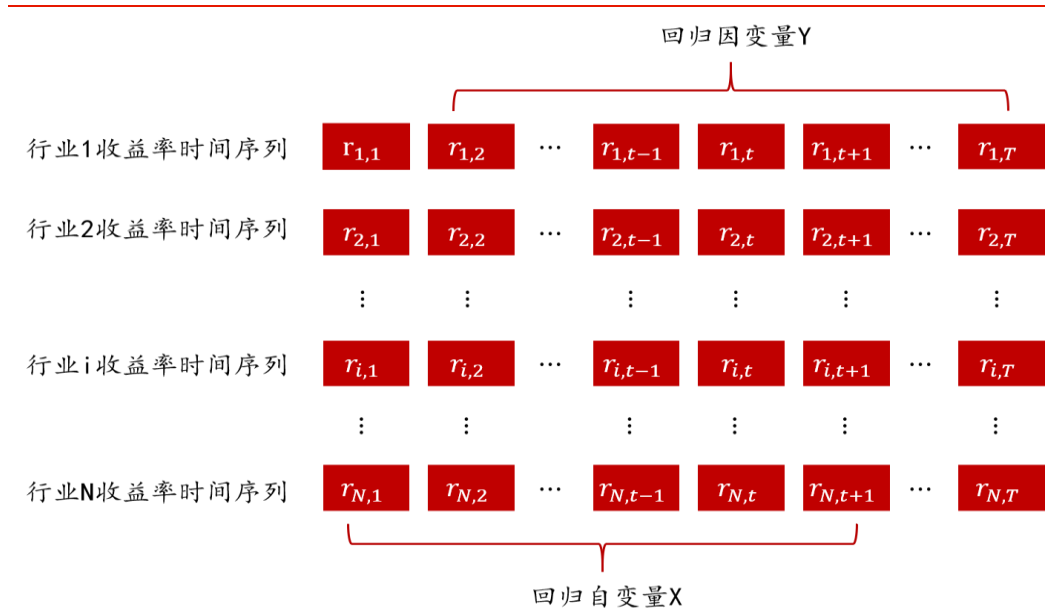 回归因变量Y
行业1收益率时间序列 r₁,₁ r₁,₂ ⋯ r₁,ₜ₋₁ r₁,ₜ r₁,ₜ₊₁ ⋯ r₁,T
行业2收益率时间序列 r₂,₁ r₂,₂ ⋯ r₂,ₜ₋₁ r₂,ₜ r₂,ₜ₊₁ ⋯ r₂,T
⋮ ⋮ ⋮ ⋮ ⋮ ⋮
行业i收益率时间序列 rᵢ,₁ rᵢ,₂ ⋯ rᵢ,ₜ₋₁ rᵢ,ₜ rᵢ,ₜ₊₁ ⋯ rᵢ,T
⋮ ⋮ ⋮ ⋮ ⋮ ⋮
行业N收益率时间序列 rN,₁ rN,₂ ⋯ rN,ₜ₋₁ rN,ₜ rN,ₜ₊₁ ⋯ rN,T
回归自变量X